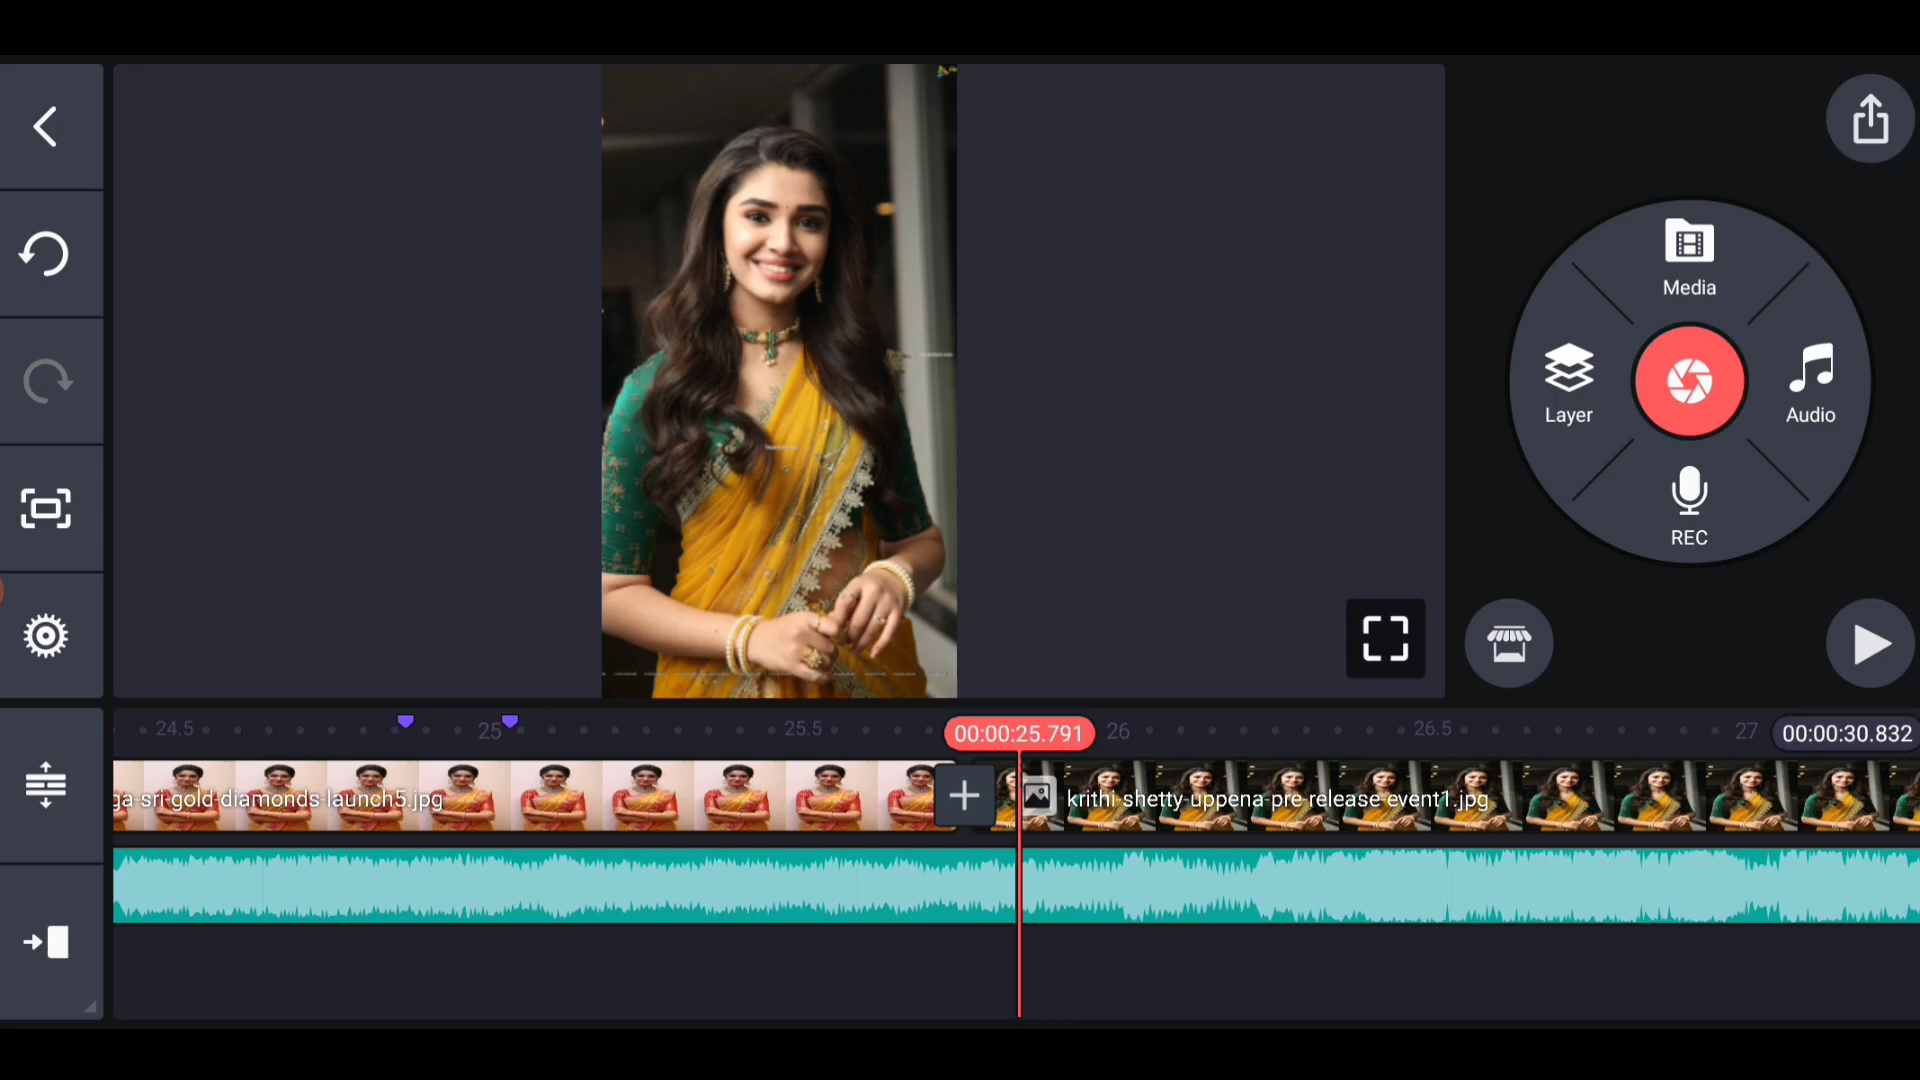 Media
Layer
Audio
REC
24.5
25
25.5
00:00:25.791
26
26.5
27
00:00:30.832
ga-sri-gold-diamonds-launch5.jpg
krithi-shetty-uppena-pre release-event1.jpg